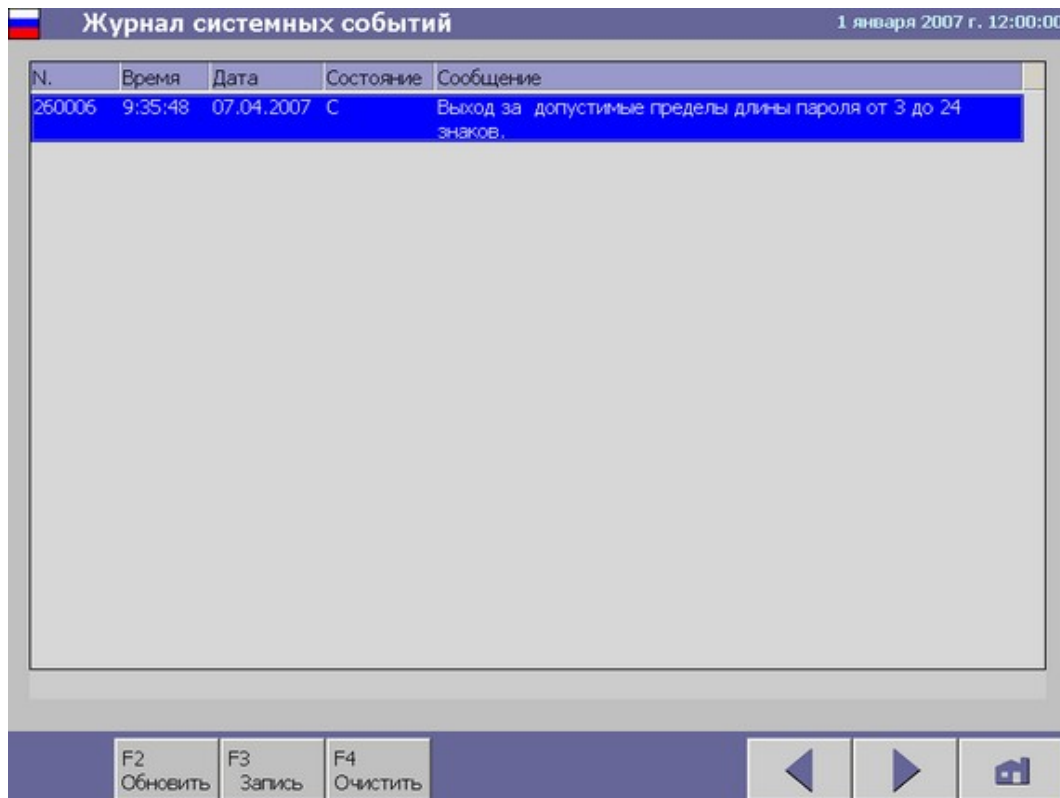 Журнал системных событий
1 января 2007 г. 12:00:00
N. Время Дата Состояние Сообщение
260006 9:35:48 07.04.2007 C Выход за допустимые пределы длины пароля от 3 до 24
знаков.
F2 F3 F4
Обновить Запись Очистить